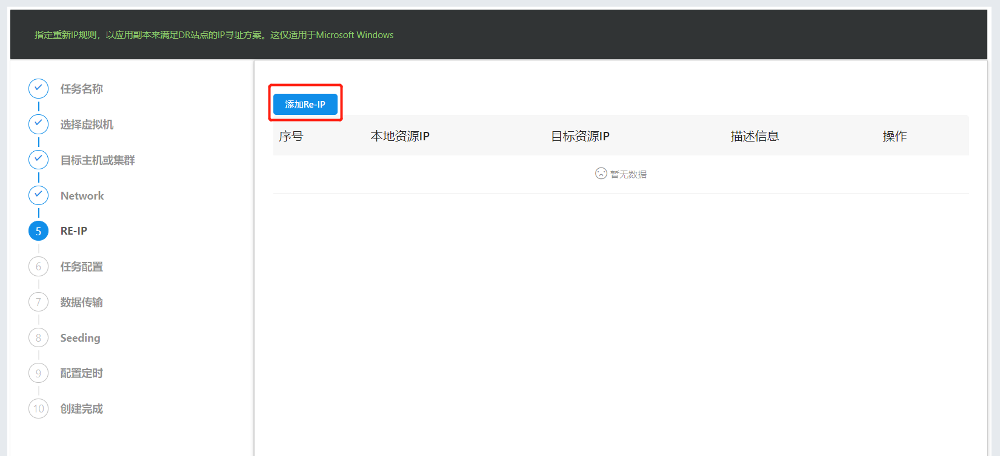 指定重新IP规则，以应用副本来满足DR站点的IP寻址方案。这仅适用于Microsoft Windows
任务名称
选择虚拟机
目标主机或集群
Network
5 RE-IP
6 任务配置
7 数据传输
8 Seeding
9 配置定时
10 创建完成
添加Re-IP
序号 本地资源IP 目标资源IP 描述信息 操作
暂无数据